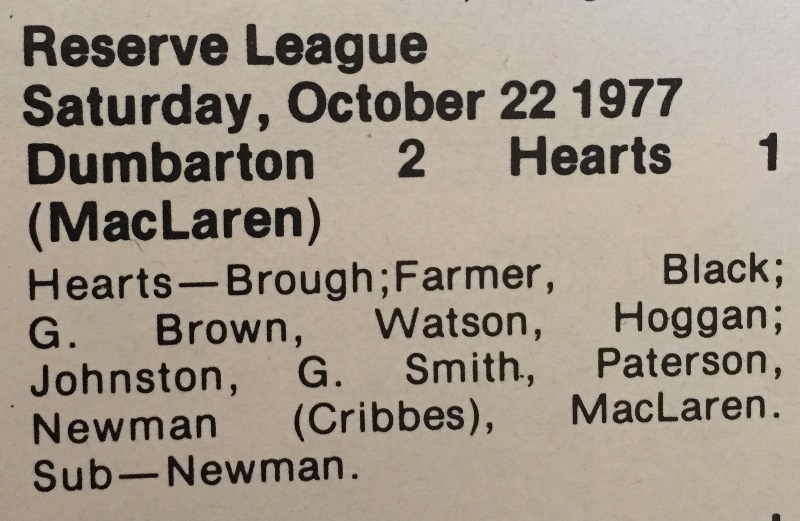 Reserve League
Saturday, October 22 1977
Dumbarton 2 Hearts 1
(MacLaren)
Hearts—Brough;Farmer, Black;
G. Brown, Watson, Hoggan;
Johnston, G. Smith, Paterson,
Newman (Cribbes), MacLaren.
Sub—Newman.